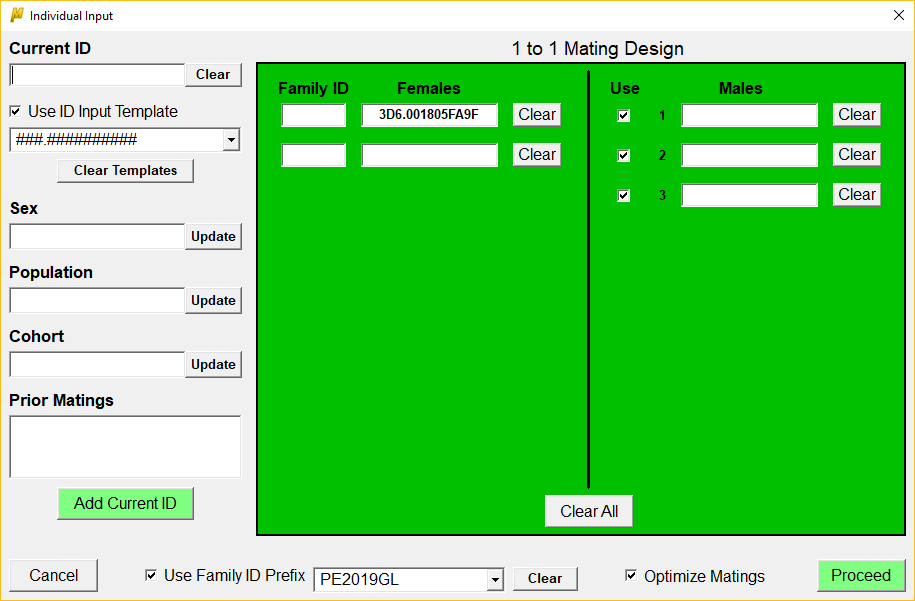 Individual Input
Current ID
Clear
Use ID Input Template
###.##########
Clear Templates
Sex
Update
Population
Update
Cohort
Update
Prior Matings
Add Current ID
1 to 1 Mating Design
Family ID Females Use Males
3D6.001805FA9F Clear 1 Clear
Clear 2 Clear
3 Clear
Clear All
Cancel Use Family ID Prefix PE2019GL Clear Optimize Matings Proceed